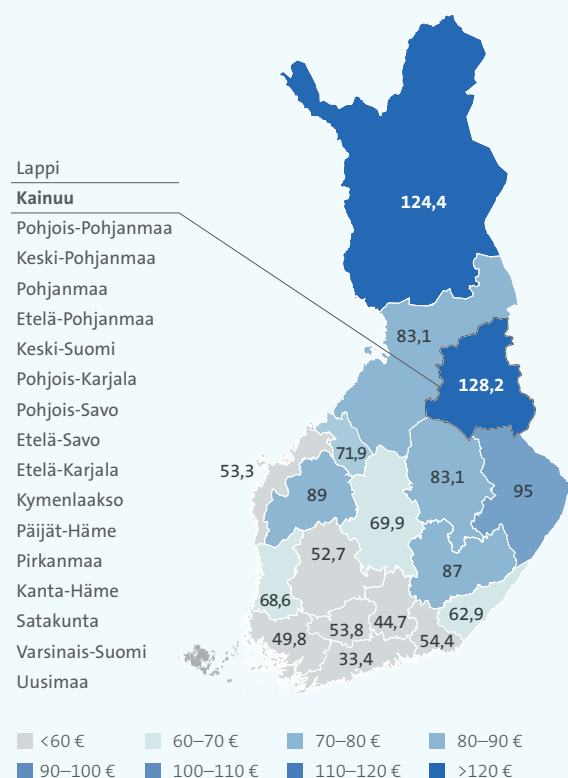 Lappi
Kainuu
Pohjois-Pohjanmaa
Keski-Pohjanmaa
Pohjanmaa
Etelä-Pohjanmaa
Keski-Suomi
Pohjois-Karjala
Pohjois-Savo
Etelä-Savo
Etelä-Karjala
Kymenlaakso
Päijät-Häme
Pirkanmaa
Kanta-Häme
Satakunta
Varsinais-Suomi
Uusimaa
124,4
83,1
128,2
71,9
53,3
83,1
89
95
69,9
52,7
87
68,6
62,9
44,7
53,8
49,8
54,4
33,4
<60 € 60–70 € 70–80 € 80–90 €
90–100 € 100–110 € 110–120 € >120 €